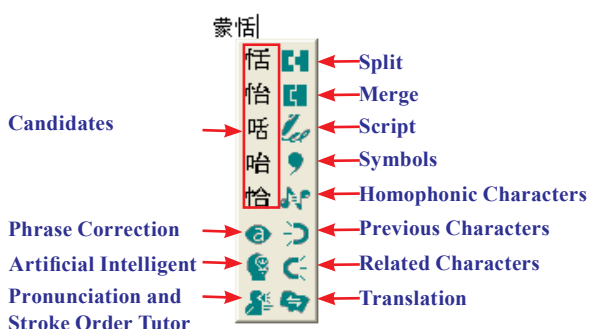 蒙恬
恬 Split
怡 Merge
Candidates 咶 Script
咍 Symbols
恰 Homophonic Characters
Phrase Correction a Previous Characters
Artificial Intelligent Related Characters
Pronunciation and Translation
Stroke Order Tutor